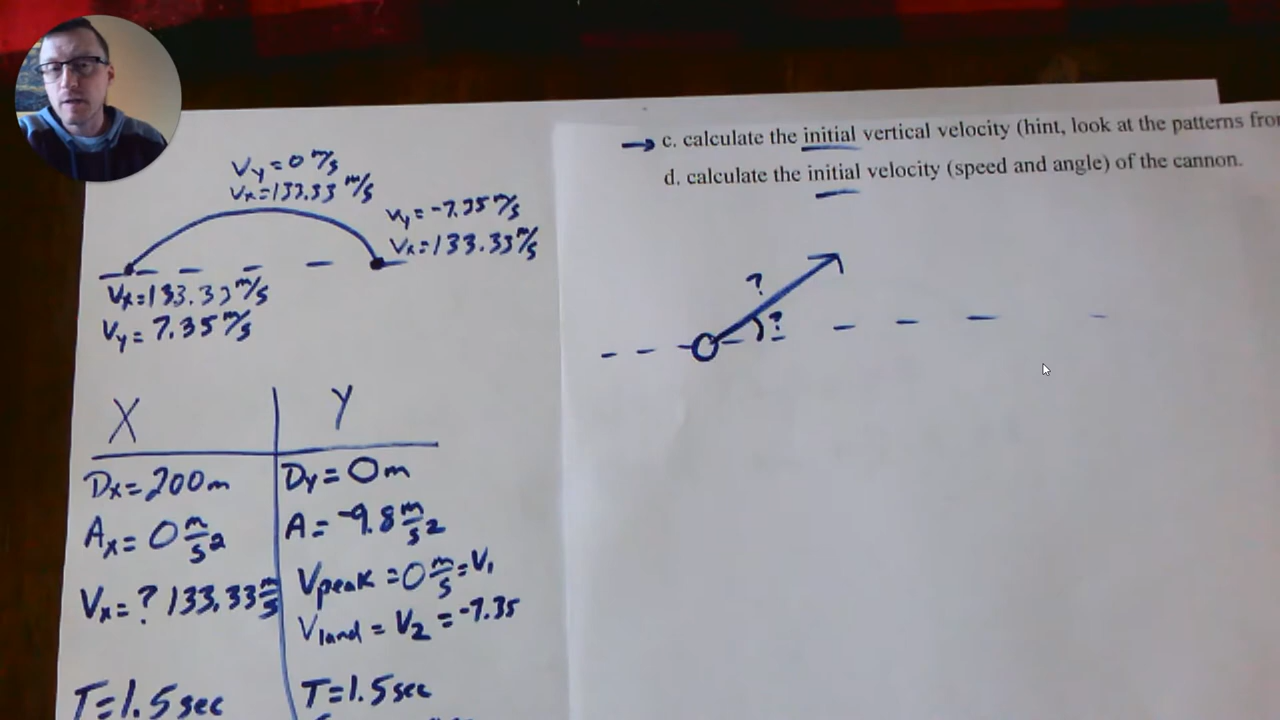 → c. calculate the initial vertical velocity (hint, look at the patterns from
d. calculate the initial velocity (speed and angle) of the cannon.
Vy = 0 m/s
Vx = 133.33 m/s
Vy = -7.35 m/s
Vx = 133.33 m/s
Vx = 133.33 m/s
Vy = 7.35 m/s
?
?
X
Y
Dx = 200m
Dy = 0m
Ax = 0 m/s2
A = -9.8 m/s2
Vx = ? 133.33 m/s
Vpeak = 0 m/s = V1
Vland = V2 = -7.35
T = 1.5 sec
T = 1.5 sec